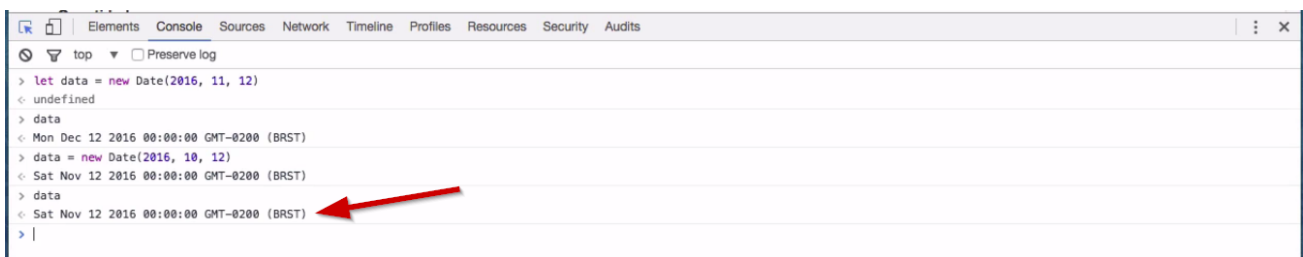 Elements Console Sources Network Timeline Profiles Resources Security Audits
top ▼ Preserve log
> let data = new Date(2016, 11, 12)
< undefined
> data
< Mon Dec 12 2016 00:00:00 GMT-0200 (BRST)
> data = new Date(2016, 10, 12)
< Sat Nov 12 2016 00:00:00 GMT-0200 (BRST)
> data
< Sat Nov 12 2016 00:00:00 GMT-0200 (BRST)
>